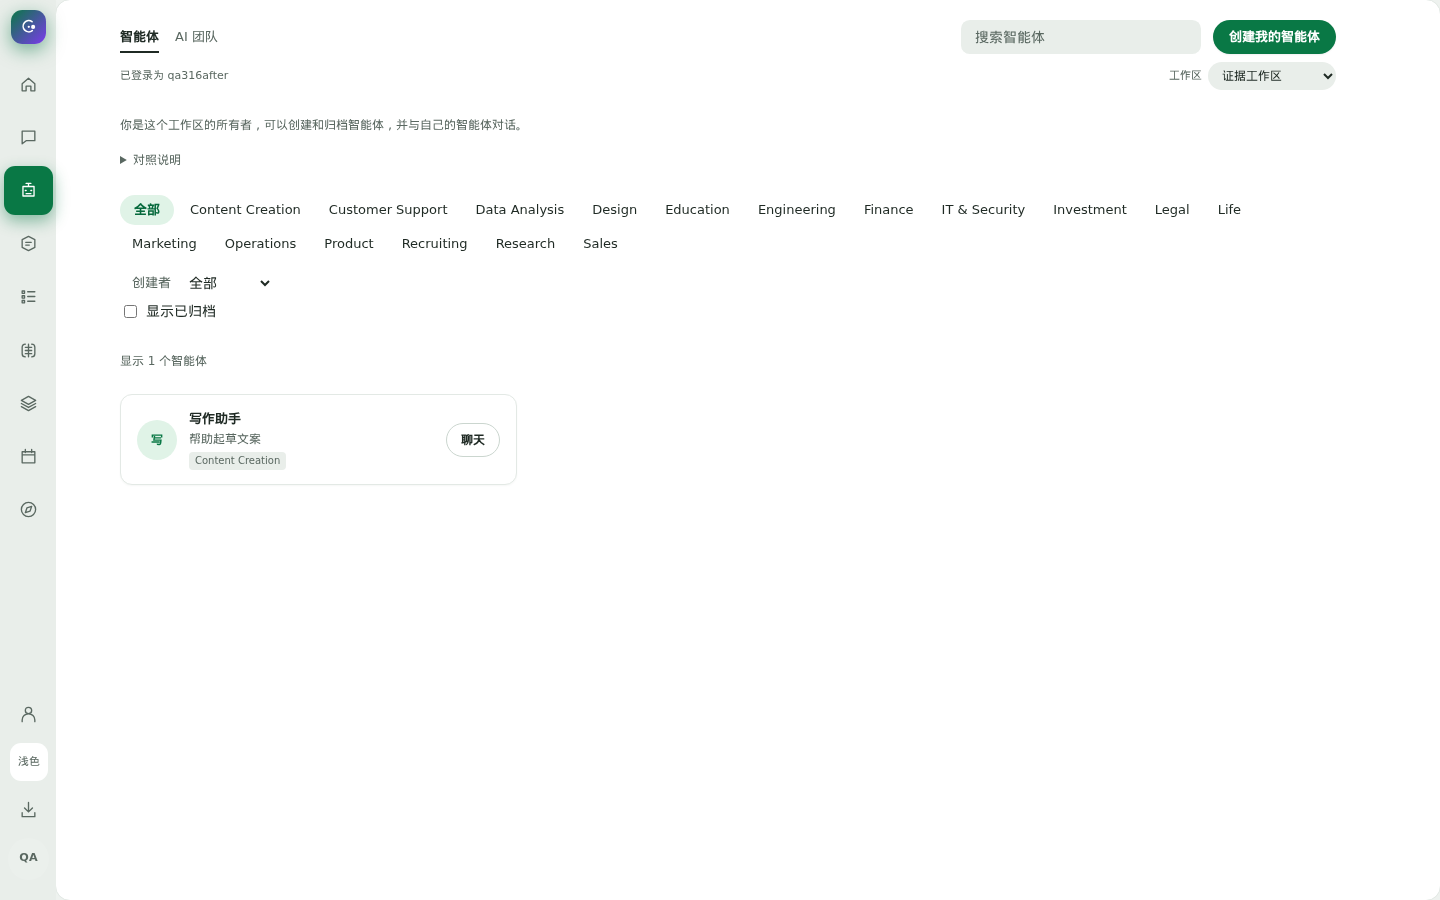 智能体 AI 团队 搜索智能体 创建我的智能体
已登录为 qa316after 工作区 证据工作区
你是这个工作区的所有者，可以创建和归档智能体，并与自己的智能体对话。
对照说明
全部 Content Creation Customer Support Data Analysis Design Education Engineering Finance IT & Security Investment Legal Life
Marketing Operations Product Recruiting Research Sales
创建者 全部
显示已归档
显示 1 个智能体
写作助手
写 帮助起草文案 聊天
Content Creation
浅色
QA